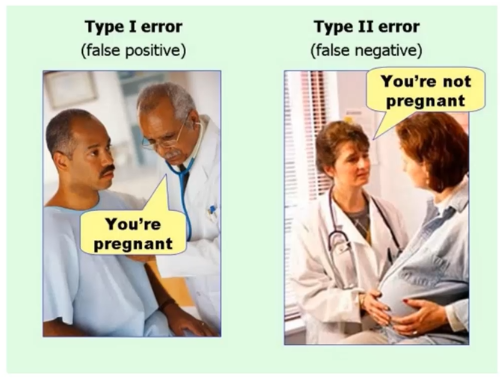 Type I error
(false positive)
You're
pregnant
Type II error
(false negative)
You're not
pregnant